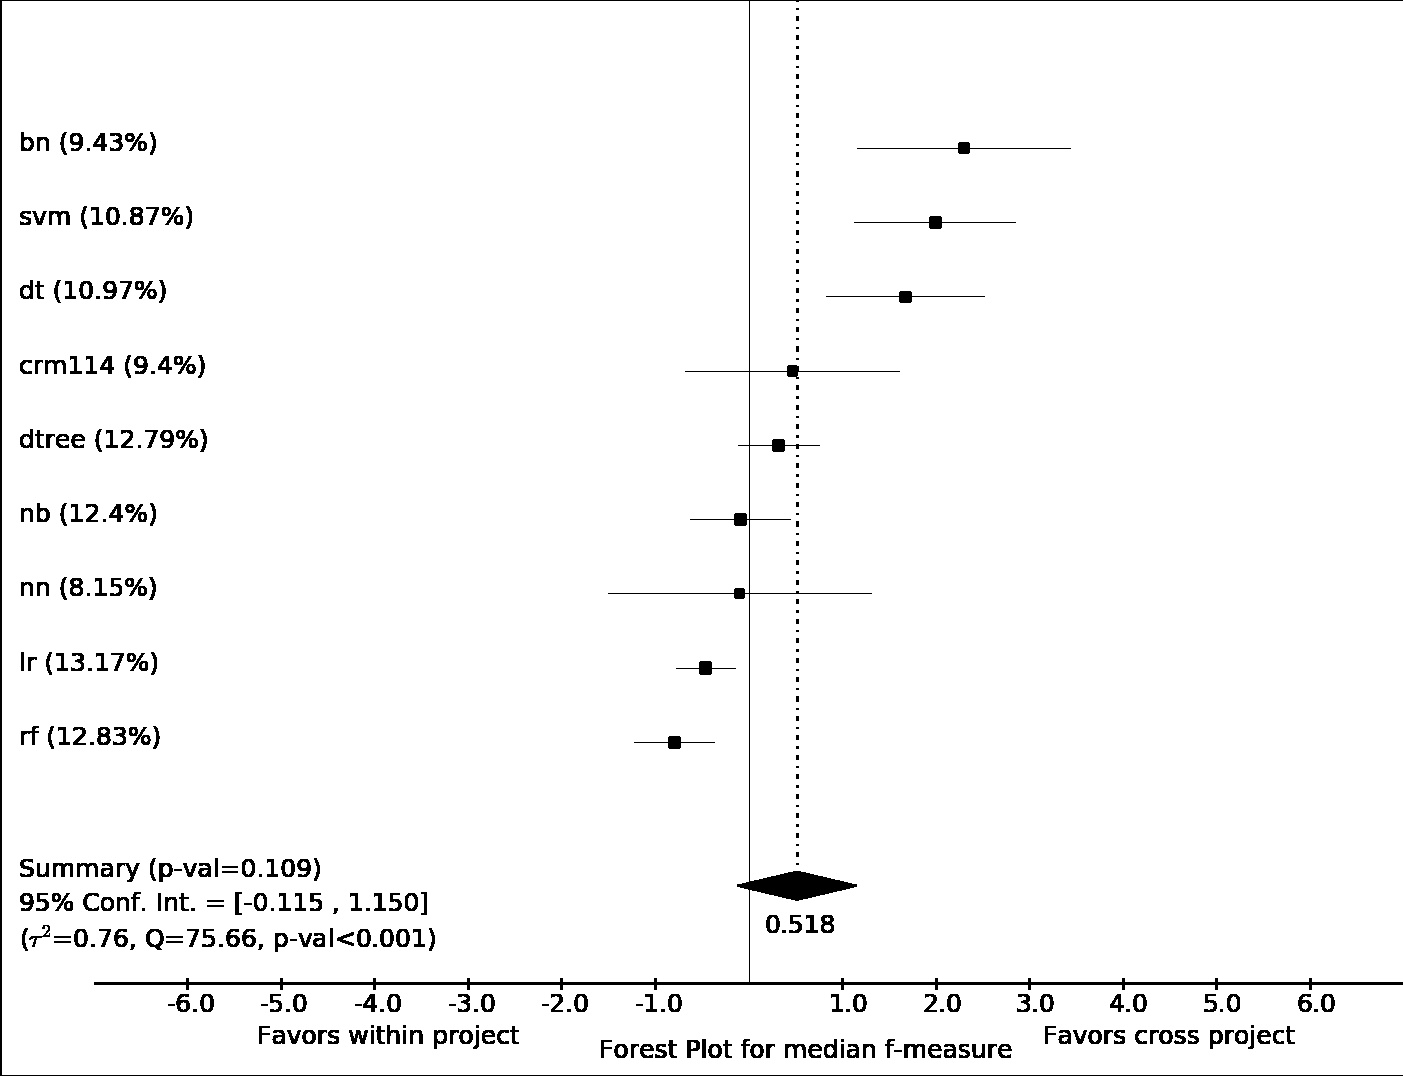 bn (9.43%)
svm (10.87%)
dt (10.97%)
crm114 (9.4%)
dtree (12.79%)
nb (12.4%)
nn (8.15%)
lr (13.17%)
rf (12.83%)
Summary (p-val=0.109)
95% Conf. Int. = [-0.115 , 1.150]
(τ²=0.76, Q=75.66, p-val<0.001)
0.518
-6.0 -5.0 -4.0 -3.0 -2.0 -1.0 1.0 2.0 3.0 4.0 5.0 6.0
Favors within project Favors cross project
Forest Plot for median f-measure